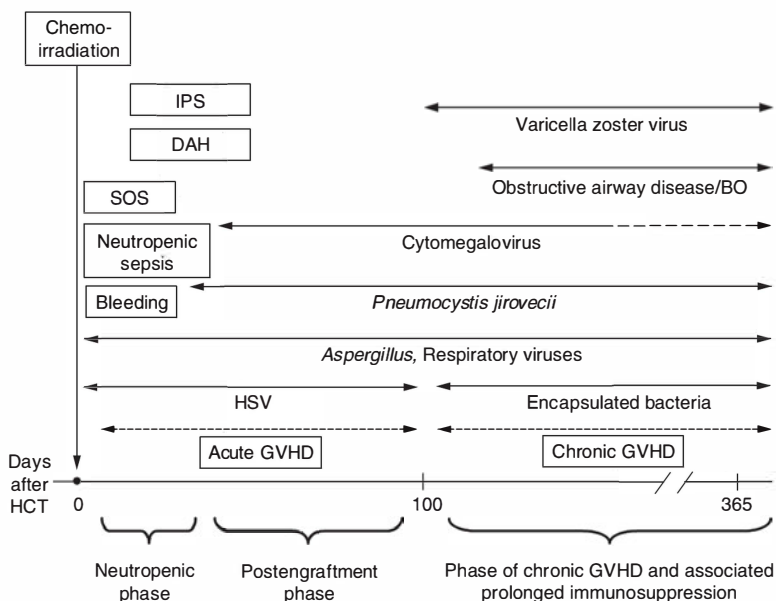 Chemo-
irradiation
IPS
Varicella zoster virus
DAH
Obstructive airway disease/BO
SOS
Neutropenic
sepsis
Cytomegalovirus
Bleeding
Pneumocystis jirovecii
Aspergillus, Respiratory viruses
HSV
Encapsulated bacteria
Acute GVHD
Chronic GVHD
Days
after
HCT
0
100
365
Neutropenic
phase
Postengraftment
phase
Phase of chronic GVHD and associated
prolonged immunosuppression